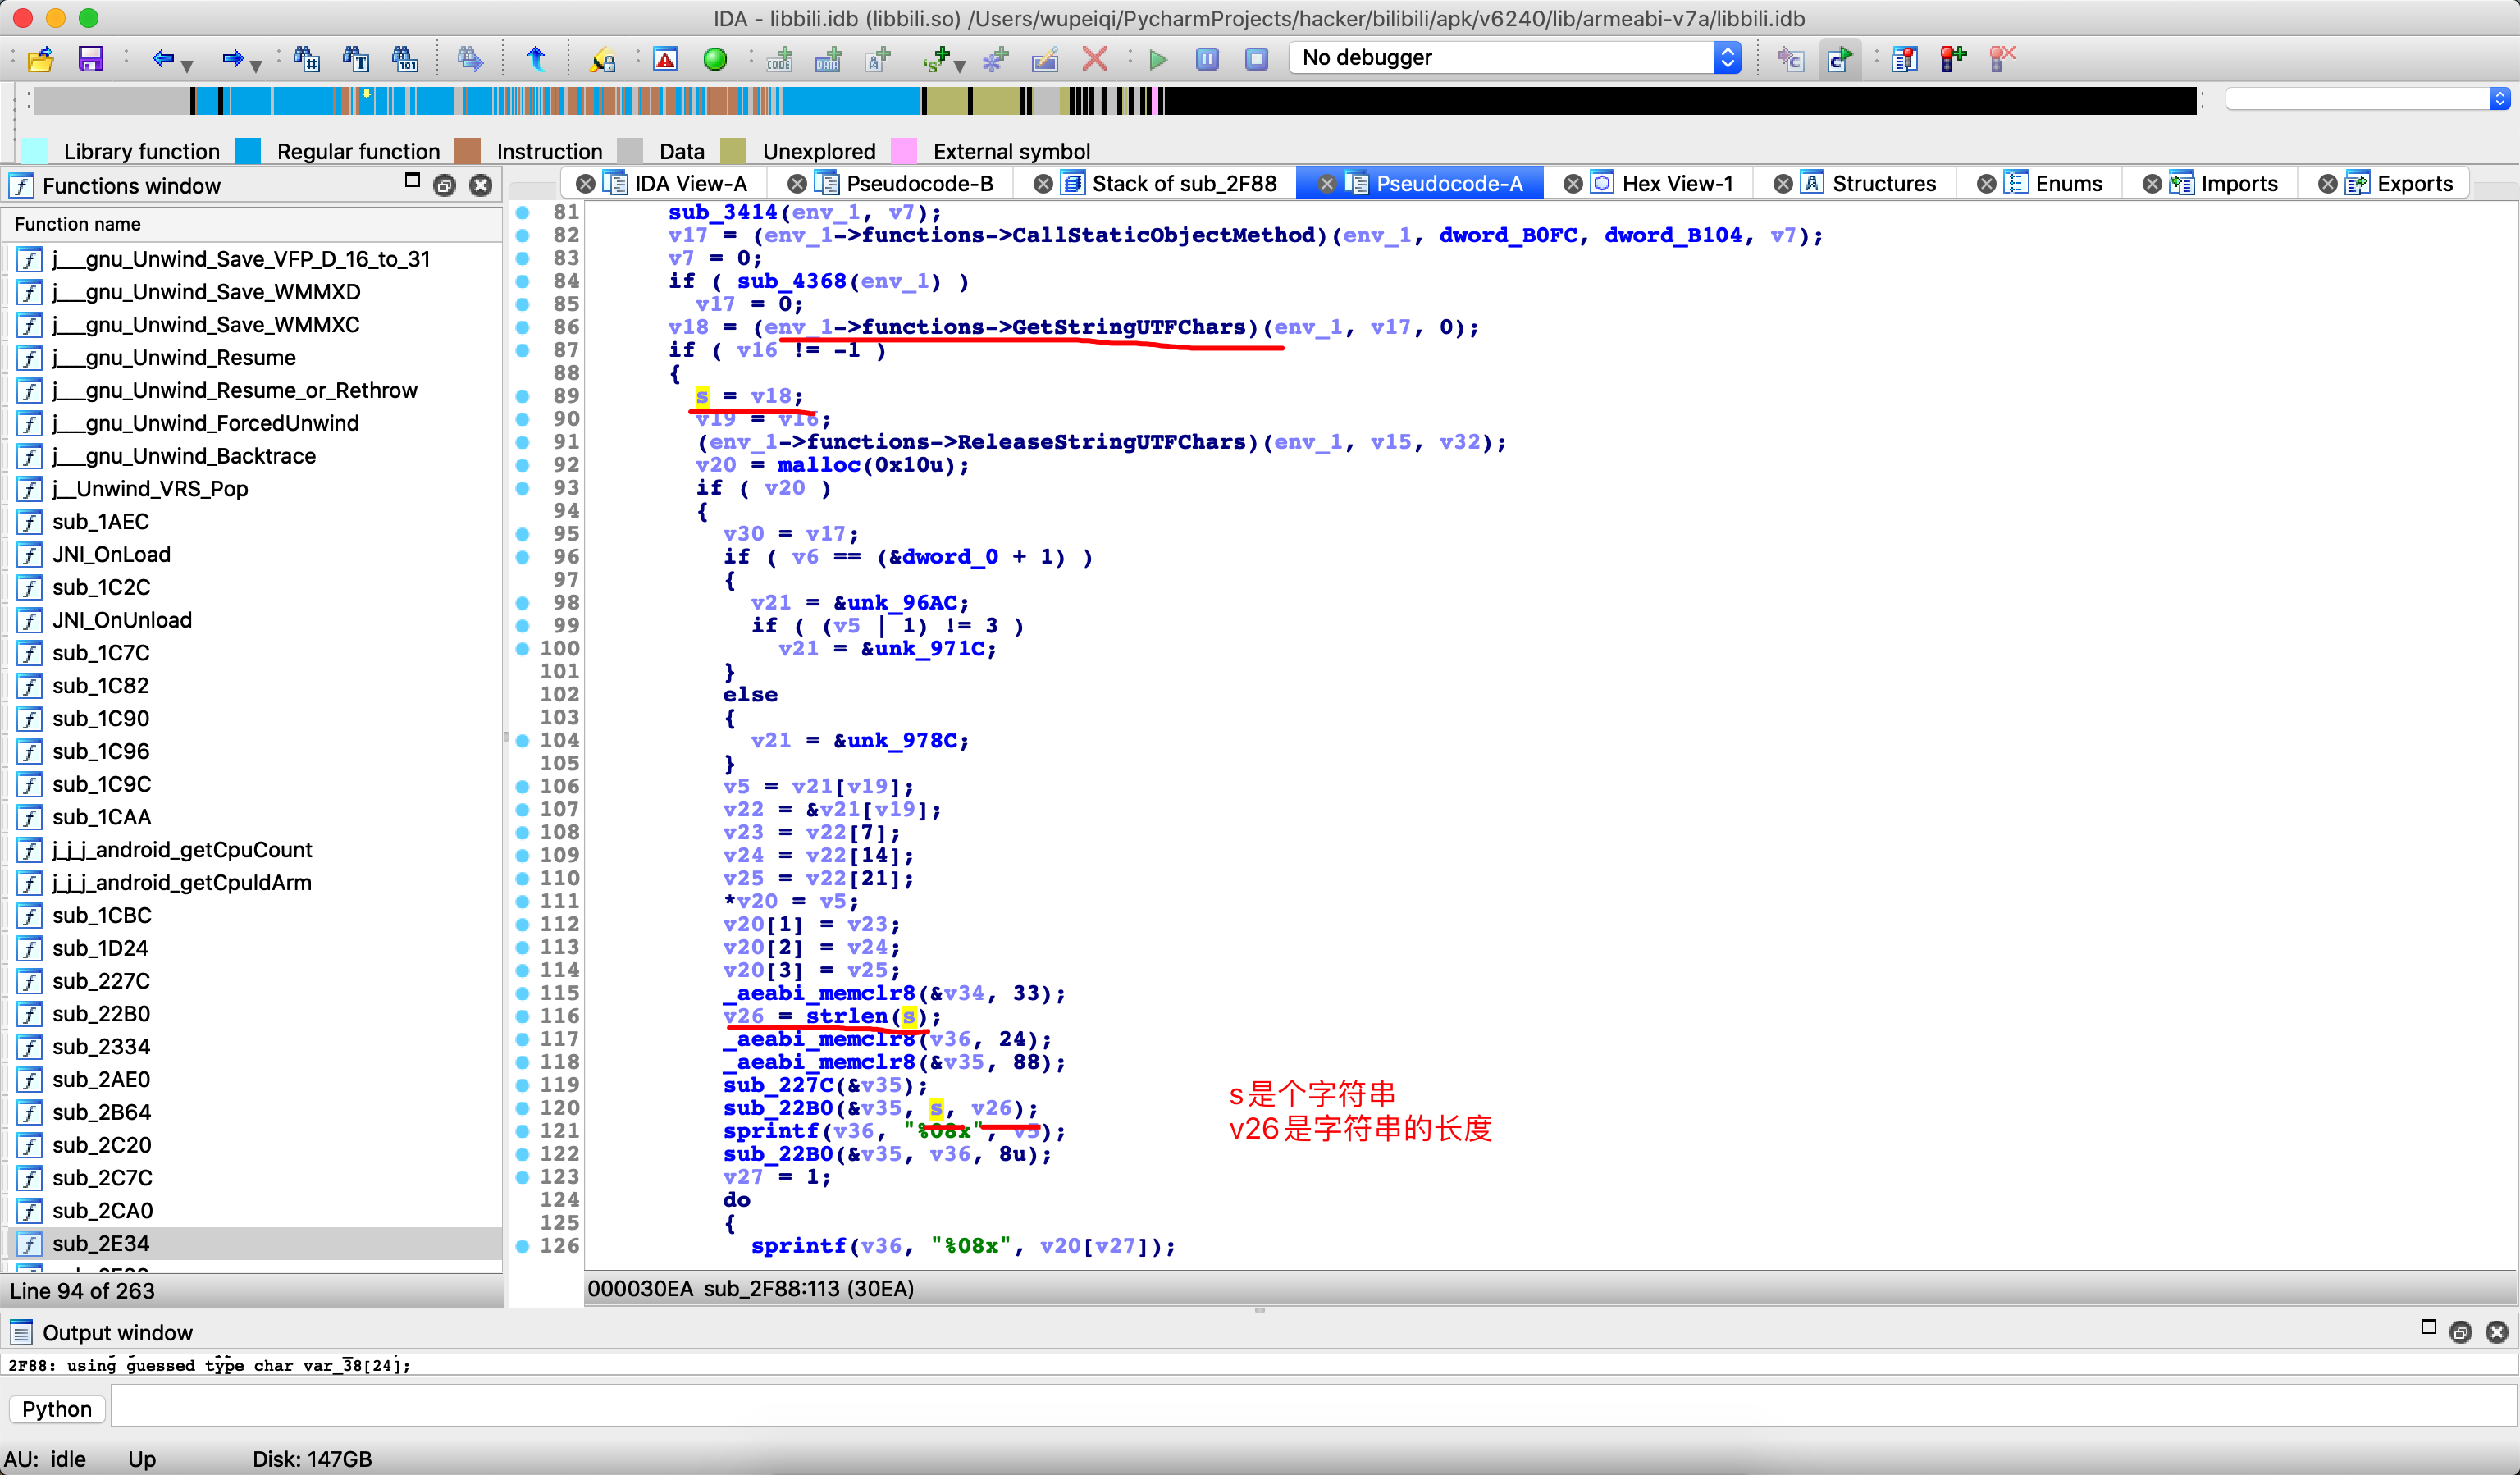 IDA - libbili.idb (libbili.so) /Users/wupeiqi/PycharmProjects/hacker/bilibili/apk/v6240/lib/armeabi-v7a/libbili.idb
No debugger
Library function Regular function Instruction Data Unexplored External symbol
Functions window
IDA View-A Pseudocode-B Stack of sub_2F88 Pseudocode-A Hex View-1 Structures Enums Imports Exports
Function name
j___gnu_Unwind_Save_VFP_D_16_to_31
j___gnu_Unwind_Save_WMMXD
j___gnu_Unwind_Save_WMMXC
j___gnu_Unwind_Resume
j___gnu_Unwind_Resume_or_Rethrow
j___gnu_Unwind_ForcedUnwind
j___gnu_Unwind_Backtrace
j__Unwind_VRS_Pop
sub_1AEC
JNI_OnLoad
sub_1C2C
JNI_OnUnload
sub_1C7C
sub_1C82
sub_1C90
sub_1C96
sub_1C9C
sub_1CAA
j_j_j_android_getCpuCount
j_j_j_android_getCpuIdArm
sub_1CBC
sub_1D24
sub_227C
sub_22B0
sub_2334
sub_2AE0
sub_2B64
sub_2C20
sub_2C7C
sub_2CA0
sub_2E34
Line 94 of 263
81 sub_3414(env_1, v7);
82 v17 = (env_1->functions->CallStaticObjectMethod)(env_1, dword_B0FC, dword_B104, v7);
83 v7 = 0;
84 if ( sub_4368(env_1) )
85 v17 = 0;
86 v18 = (env_1->functions->GetStringUTFChars)(env_1, v17, 0);
87 if ( v16 != -1 )
88 {
89 s = v18;
90 v19 = v16;
91 (env_1->functions->ReleaseStringUTFChars)(env_1, v15, v32);
92 v20 = malloc(0x10u);
93 if ( v20 )
94 {
95 v30 = v17;
96 if ( v6 == (&dword_0 + 1) )
97 {
98 v21 = &unk_96AC;
99 if ( (v5 | 1) != 3 )
100 v21 = &unk_971C;
101 }
102 else
103 {
104 v21 = &unk_978C;
105 }
106 v5 = v21[v19];
107 v22 = &v21[v19];
108 v23 = v22[7];
109 v24 = v22[14];
110 v25 = v22[21];
111 *v20 = v5;
112 v20[1] = v23;
113 v20[2] = v24;
114 v20[3] = v25;
115 _aeabi_memclr8(&v34, 33);
116 v26 = strlen(s);
117 _aeabi_memclr8(v36, 24);
118 _aeabi_memclr8(&v35, 88);
119 sub_227C(&v35);
120 sub_22B0(&v35, s, v26);
121 sprintf(v36, "%08x", v5);
122 sub_22B0(&v35, v36, 8u);
123 v27 = 1;
124 do
125 {
126 sprintf(v36, "%08x", v20[v27]);
s是个字符串
v26是字符串的长度
000030EA sub_2F88:113 (30EA)
Output window
2F88: using guessed type char var_38[24];
Python
AU: idle Up Disk: 147GB